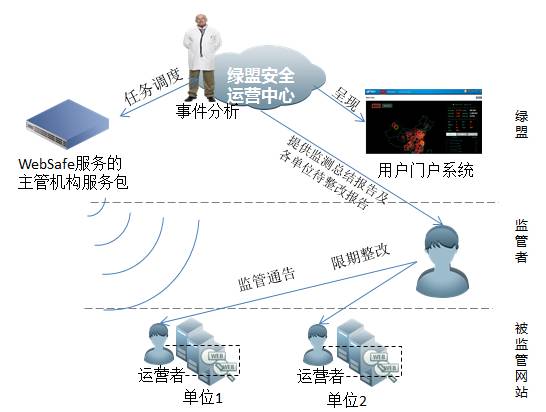 绿盟安全
运营中心
任务调度
呈现
事件分析
WebSafe服务的
主管机构服务包
用户门户系统
绿盟
提供监测总结报告及
各单位待整改报告
监管者
监管通告
限期整改
运营者
WEB
单位1
运营者
WEB
单位2
被监管网站